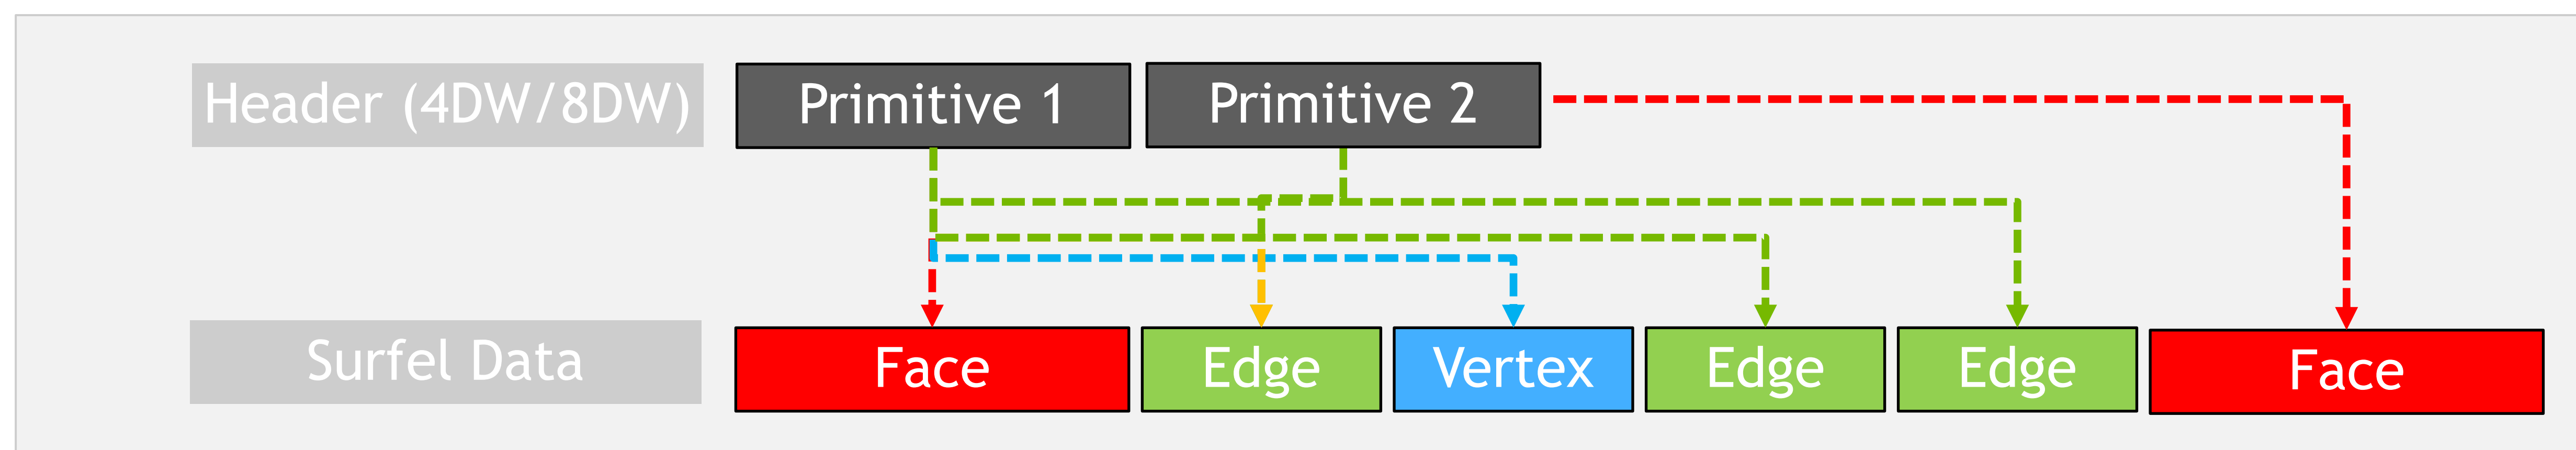 Header (4DW/8DW)
Primitive 1
Primitive 2
Surfel Data
Face
Edge
Vertex
Edge
Edge
Face